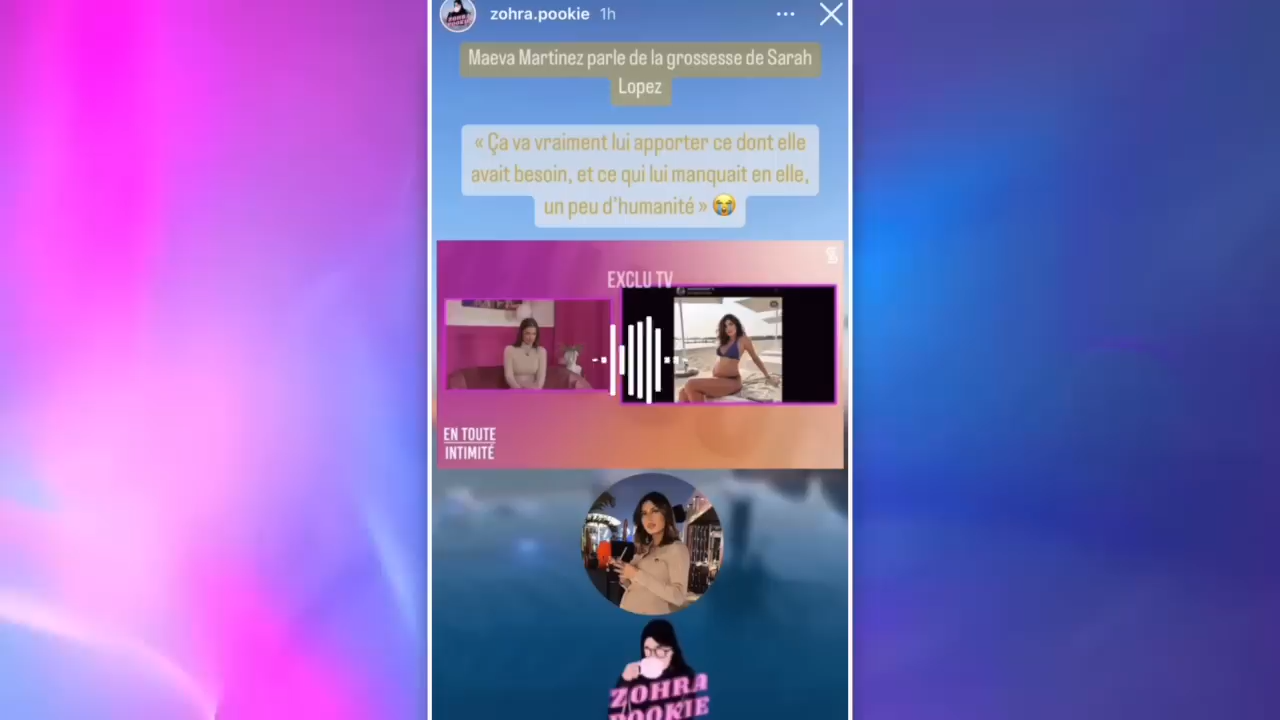 zohra.pookie 1h
Maeva Martinez parle de la grossesse de Sarah
Lopez
« Ça va vraiment lui apporter ce dont elle
avait besoin, et ce qui lui manquait en elle,
un peu d'humanité » 😭
EXCLU TV
EN TOUTE
INTIMITÉ
ZOHRA
POOKIE